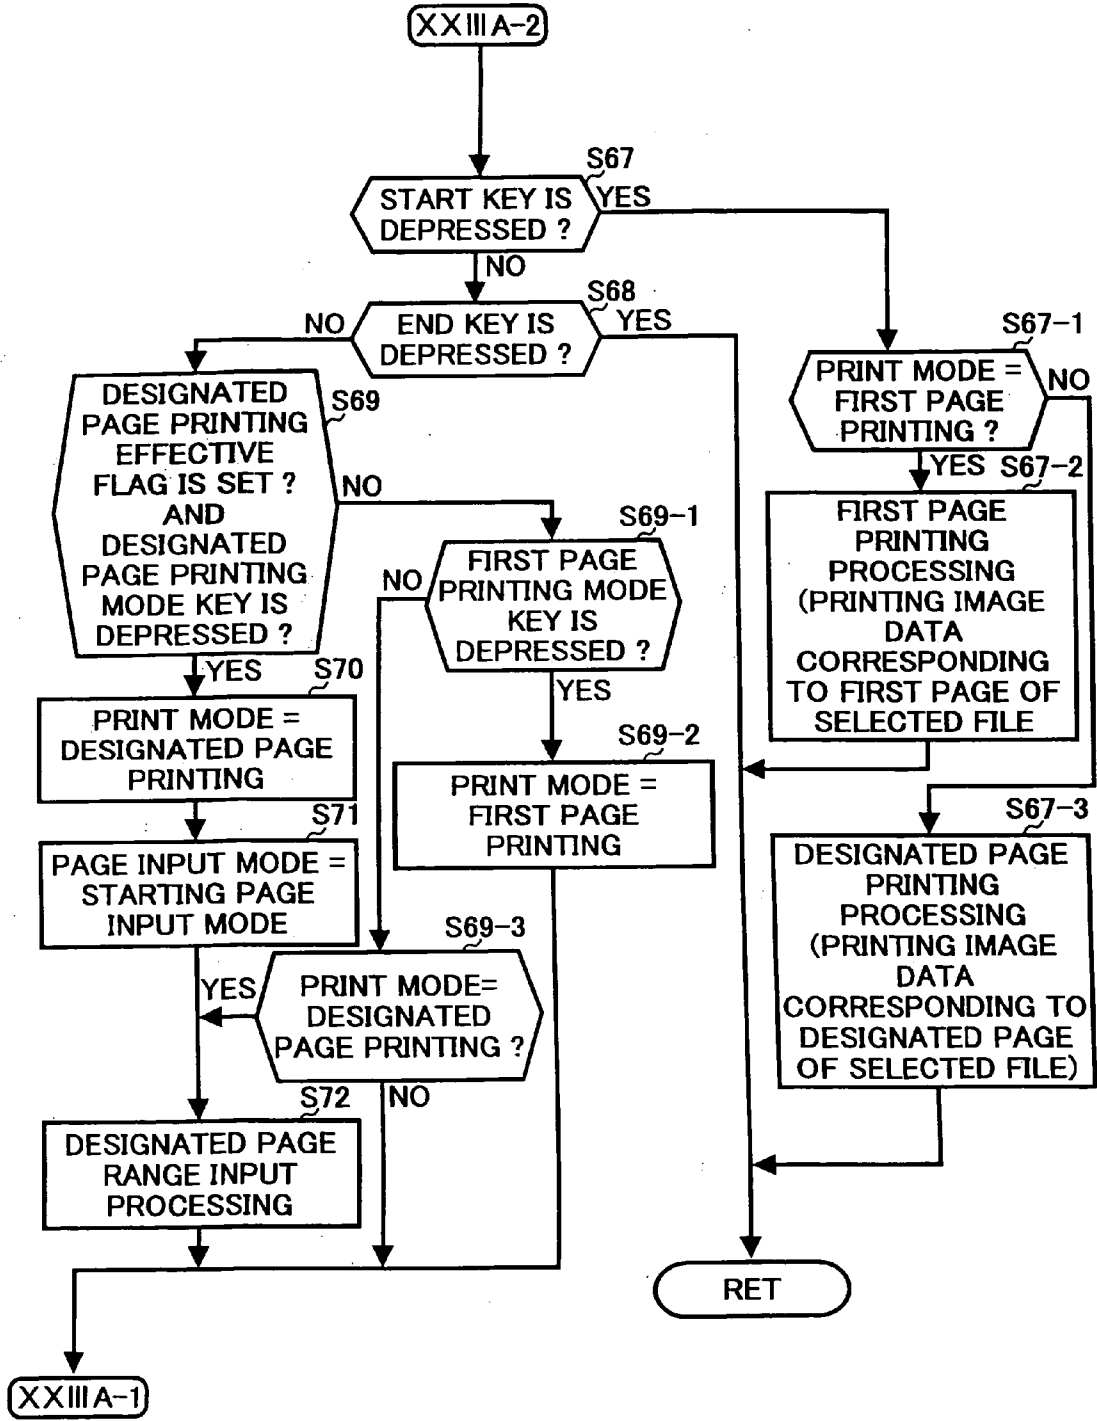 XXIIIA-2
S67
START KEY IS
DEPRESSED ?
YES
NO
S68
END KEY IS
DEPRESSED ?
NO
YES
S67-1
PRINT MODE =
FIRST PAGE
PRINTING ?
NO
YES
S67-2
FIRST PAGE
PRINTING
PROCESSING
(PRINTING IMAGE
DATA
CORRESPONDING
TO FIRST PAGE OF
SELECTED FILE
S69
DESIGNATED
PAGE PRINTING
EFFECTIVE
FLAG IS SET ?
AND
DESIGNATED
PAGE PRINTING
MODE KEY IS
DEPRESSED ?
NO
YES
S69-1
FIRST PAGE
PRINTING MODE
KEY IS
DEPRESSED ?
NO
YES
S70
PRINT MODE =
DESIGNATED PAGE
PRINTING
S69-2
PRINT MODE =
FIRST PAGE
PRINTING
S71
PAGE INPUT MODE =
STARTING PAGE
INPUT MODE
S67-3
DESIGNATED PAGE
PRINTING
PROCESSING
(PRINTING IMAGE
DATA
CORRESPONDING TO
DESIGNATED PAGE
OF SELECTED FILE)
S69-3
PRINT MODE=
DESIGNATED
PAGE PRINTING ?
YES
NO
S72
DESIGNATED PAGE
RANGE INPUT
PROCESSING
RET
XXIIIA-1